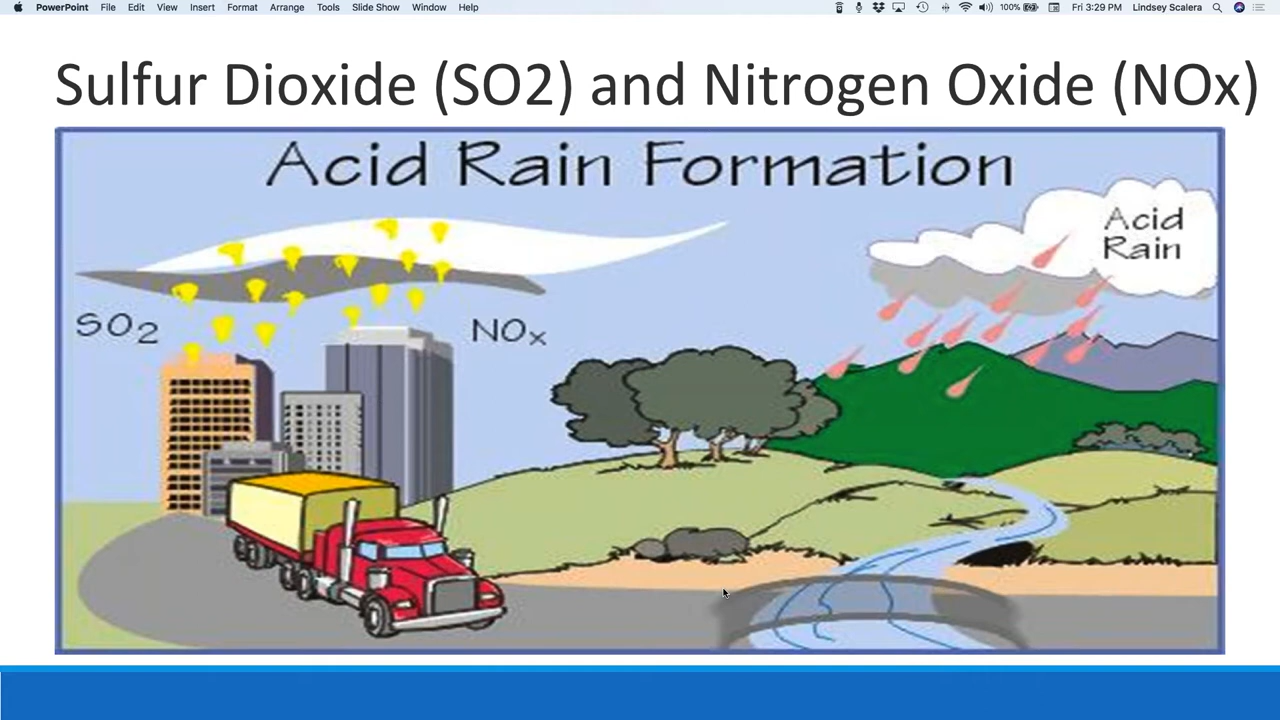 PowerPoint File Edit View Insert Format Arrange Tools Slide Show Window Help 100% Fri 3:29 PM Lindsey Scalera
Sulfur Dioxide (SO2) and Nitrogen Oxide (NOx)
Acid Rain Formation
Acid
Rain
SO2
NOx